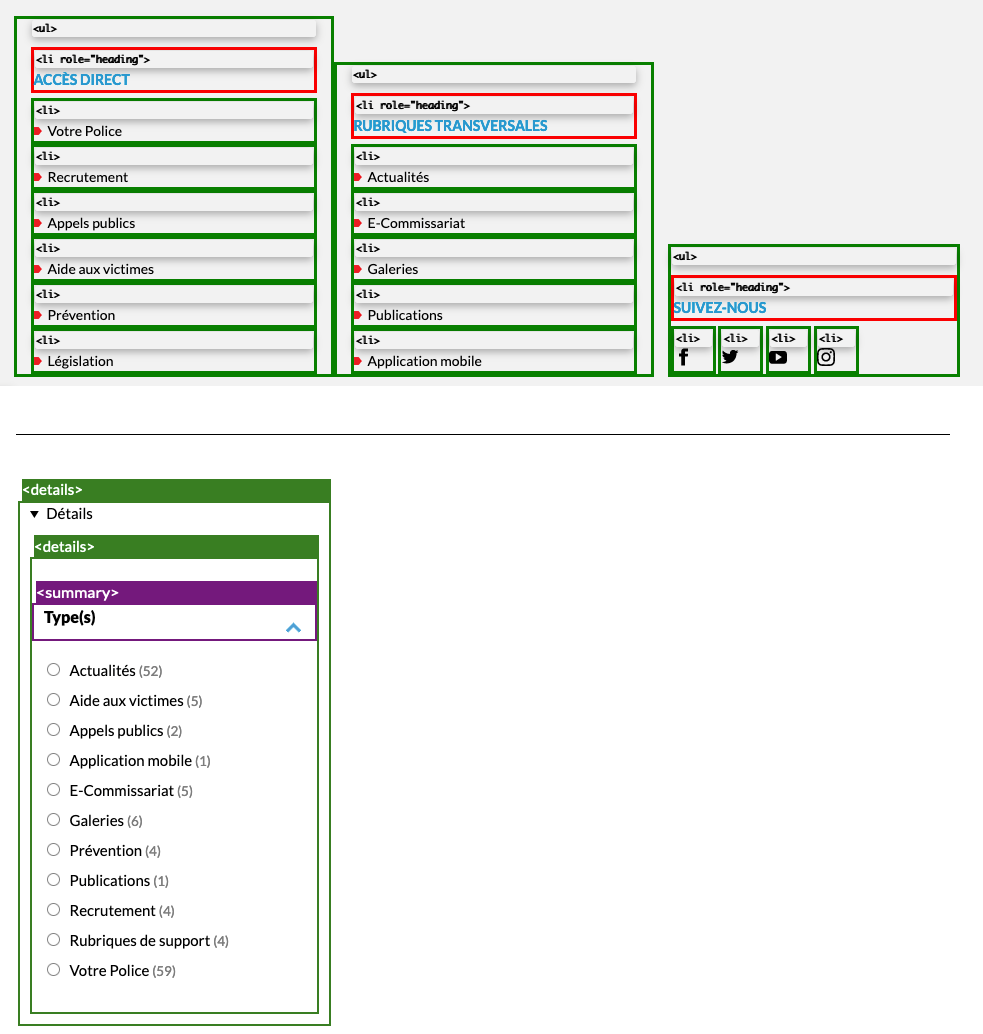 <ul>
<li role="heading">
ACCÈS DIRECT
<li>
Votre Police
<li>
Recrutement
<li>
Appels publics
<li>
Aide aux victimes
<li>
Prévention
<li>
Législation
<ul>
<li role="heading">
RUBRIQUES TRANSVERSALES
<li>
Actualités
<li>
E-Commissariat
<li>
Galeries
<li>
Publications
<li>
Application mobile
<ul>
<li role="heading">
SUIVEZ-NOUS
<li> <li> <li> <li>
<details>
Détails
<details>
<summary>
Type(s)
Actualités (52)
Aide aux victimes (5)
Appels publics (2)
Application mobile (1)
E-Commissariat (5)
Galeries (6)
Prévention (4)
Publications (1)
Recrutement (4)
Rubriques de support (4)
Votre Police (59)